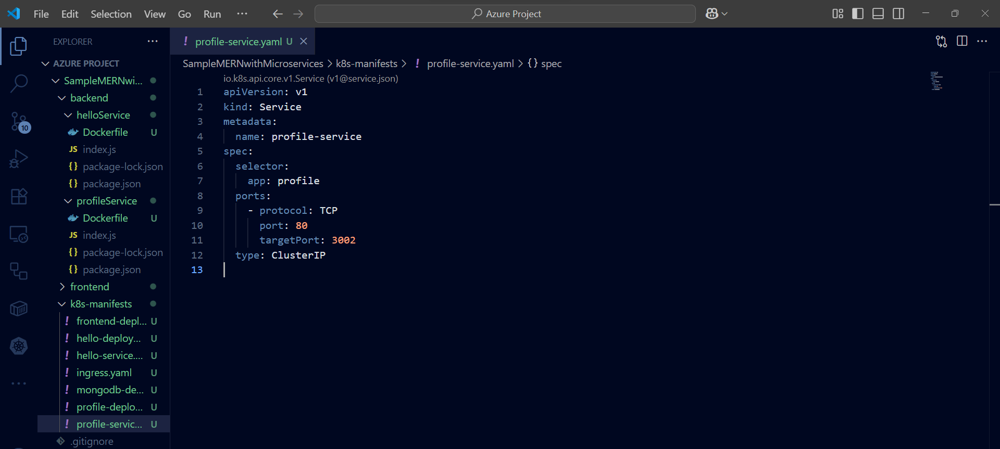 File Edit Selection View Go Run ···
Azure Project
EXPLORER ···
profile-service.yaml U
AZURE PROJECT
SampleMERNwi...
backend
helloService
Dockerfile U
JS index.js
{} package-lock.json
{} package.json
profileService
Dockerfile U
JS index.js
{} package-lock.json
{} package.json
frontend
k8s-manifests
! frontend-depl... U
! hello-deploy... U
! hello-service.... U
! ingress.yaml U
! mongodb-de... U
! profile-deplo... U
! profile-servic... U
.gitignore
10
SampleMERNwithMicroservices > k8s-manifests > ! profile-service.yaml > {} spec
io.k8s.api.core.v1.Service (v1@service.json)
1 apiVersion: v1
2 kind: Service
3 metadata:
4   name: profile-service
5 spec:
6   selector:
7     app: profile
8   ports:
9     - protocol: TCP
10       port: 80
11       targetPort: 3002
12   type: ClusterIP
13